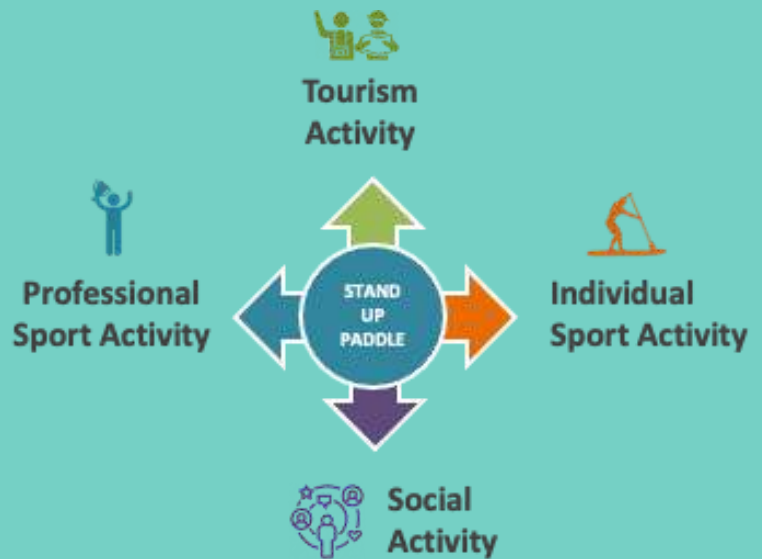 Tourism
Activity
Professional
Sport Activity
STAND
UP
PADDLE
Individual
Sport Activity
Social
Activity